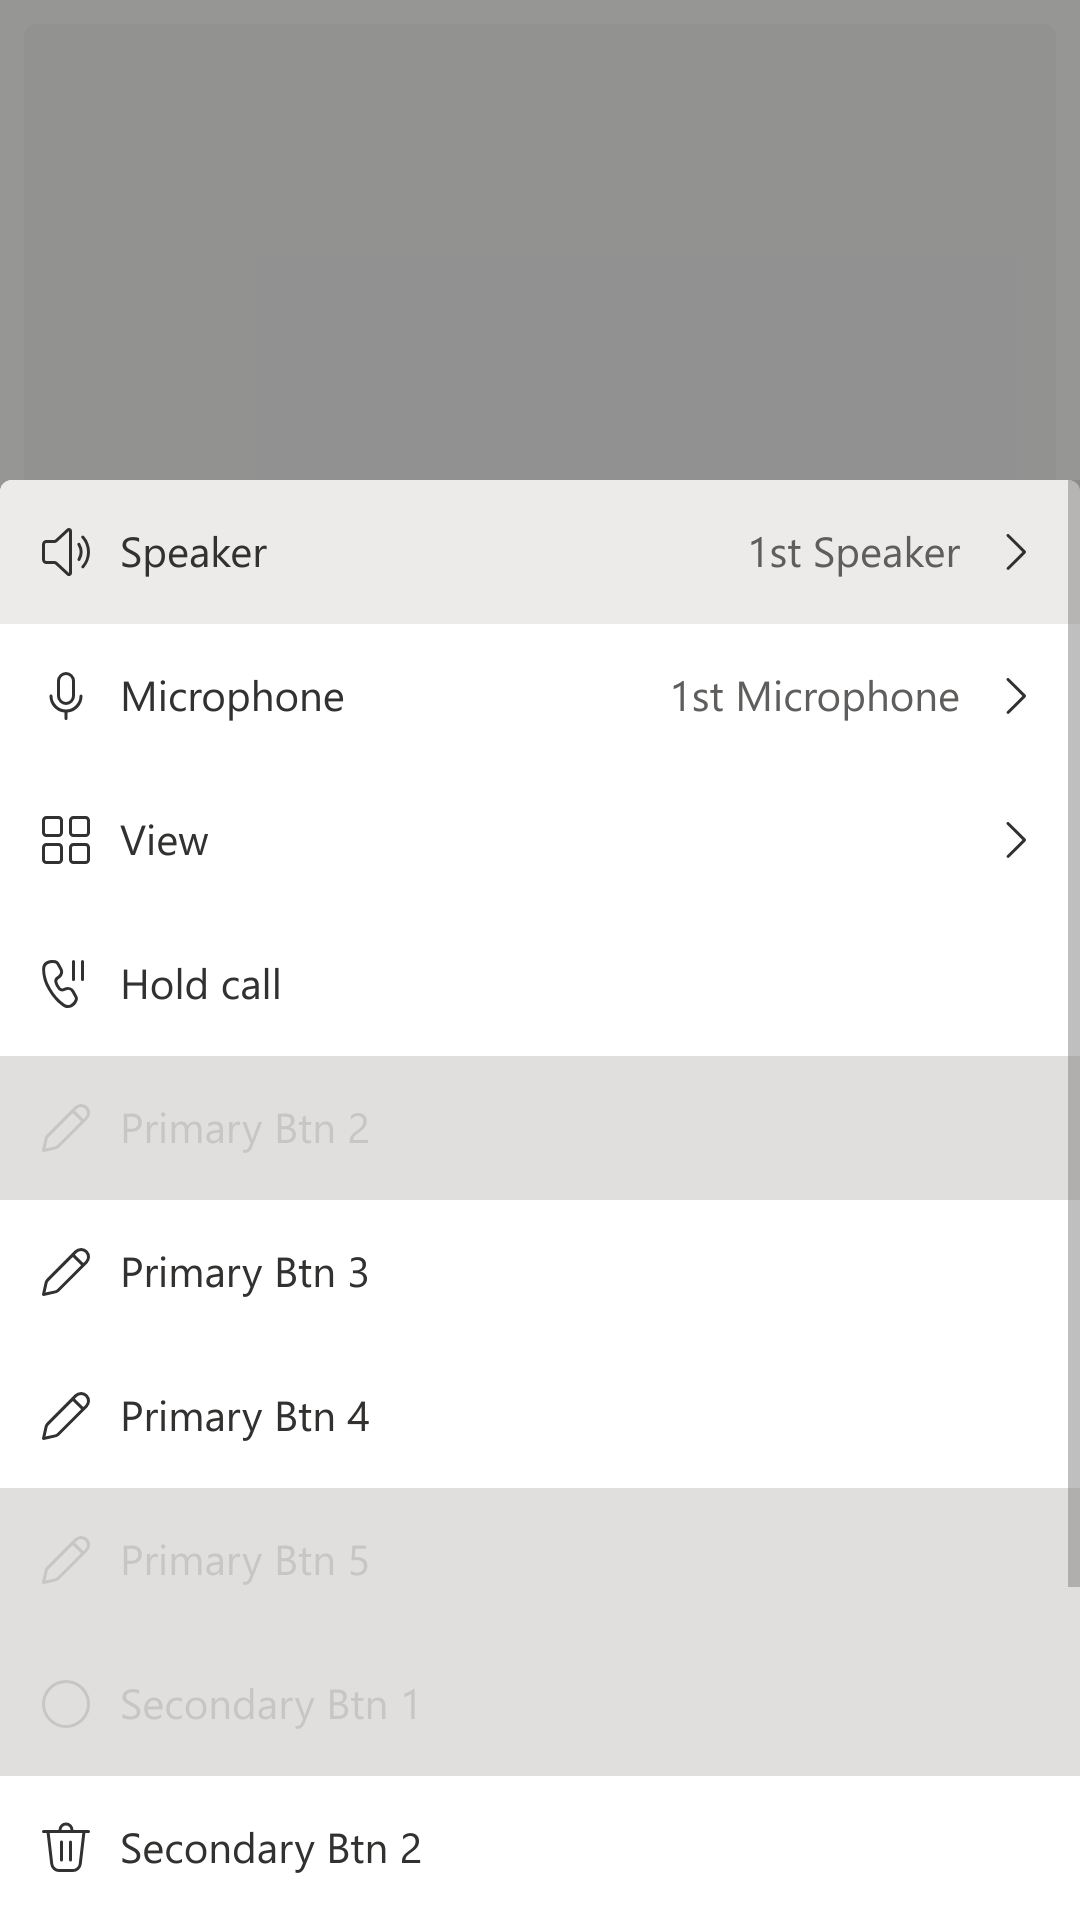 Speaker 1st Speaker
Microphone 1st Microphone
View
Hold call
Primary Btn 2
Primary Btn 3
Primary Btn 4
Primary Btn 5
Secondary Btn 1
Secondary Btn 2